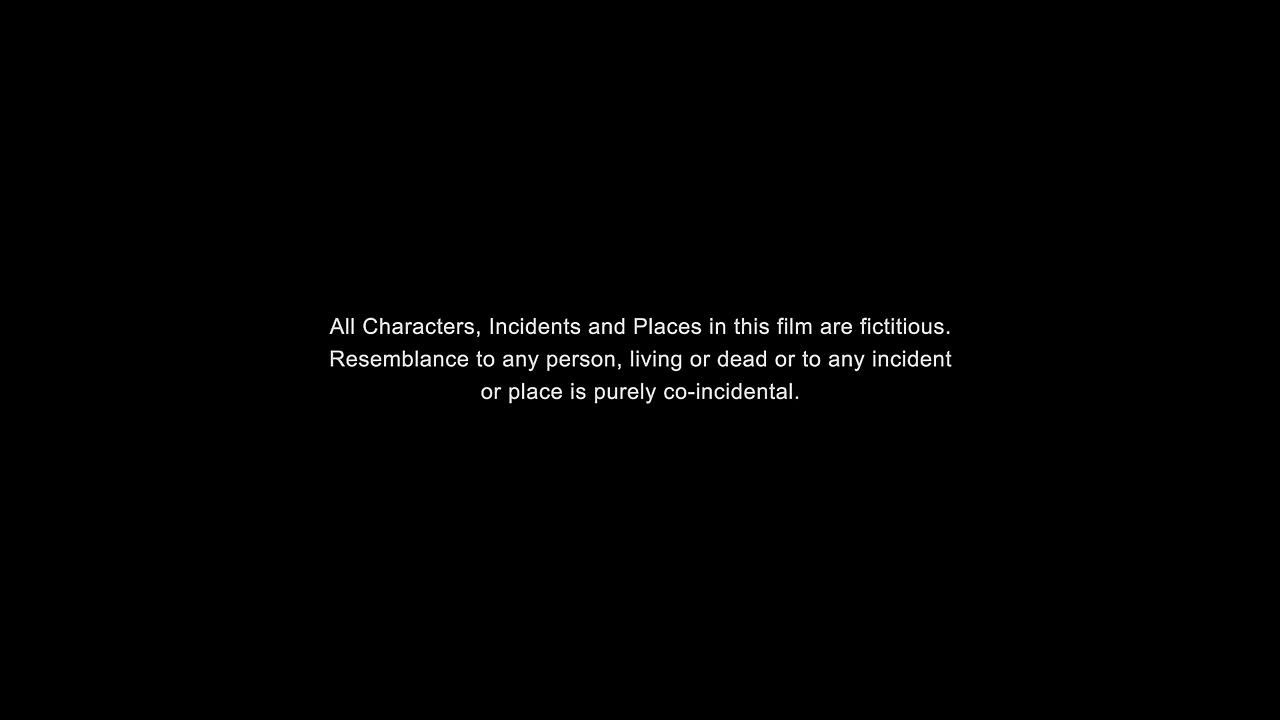 All Characters, Incidents and Places in this film are fictitious.
Resemblance to any person, living or dead or to any incident
or place is purely co-incidental.